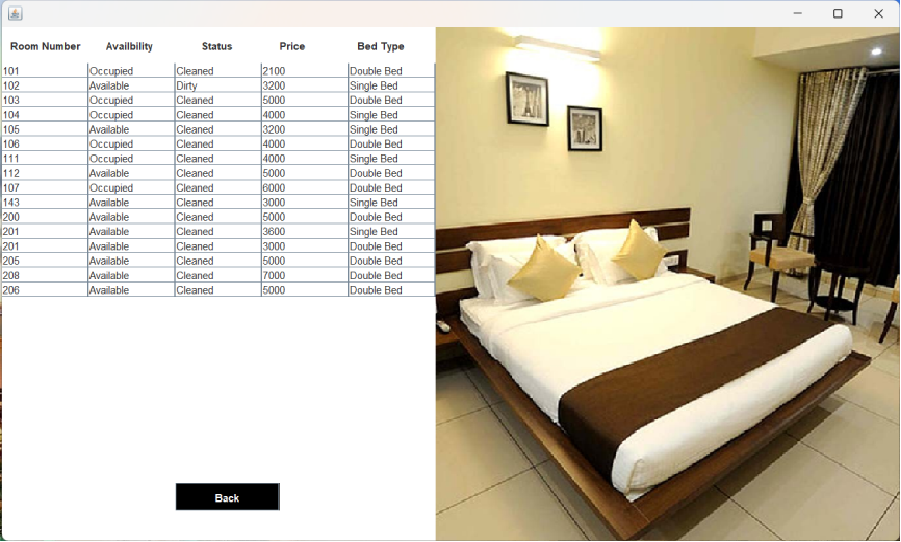 Room Number Availbility Status Price Bed Type
101 Occupied Cleaned 2100 Double Bed
102 Available Dirty 3200 Single Bed
103 Occupied Cleaned 5000 Double Bed
104 Occupied Cleaned 4000 Single Bed
105 Available Cleaned 3200 Single Bed
106 Occupied Cleaned 4000 Double Bed
111 Occupied Cleaned 4000 Single Bed
112 Available Cleaned 5000 Double Bed
107 Occupied Cleaned 6000 Double Bed
143 Available Cleaned 3000 Single Bed
200 Available Cleaned 5000 Double Bed
201 Available Cleaned 3600 Single Bed
201 Available Cleaned 3000 Double Bed
205 Available Cleaned 5000 Double Bed
208 Available Cleaned 7000 Double Bed
206 Available Cleaned 5000 Double Bed
Back